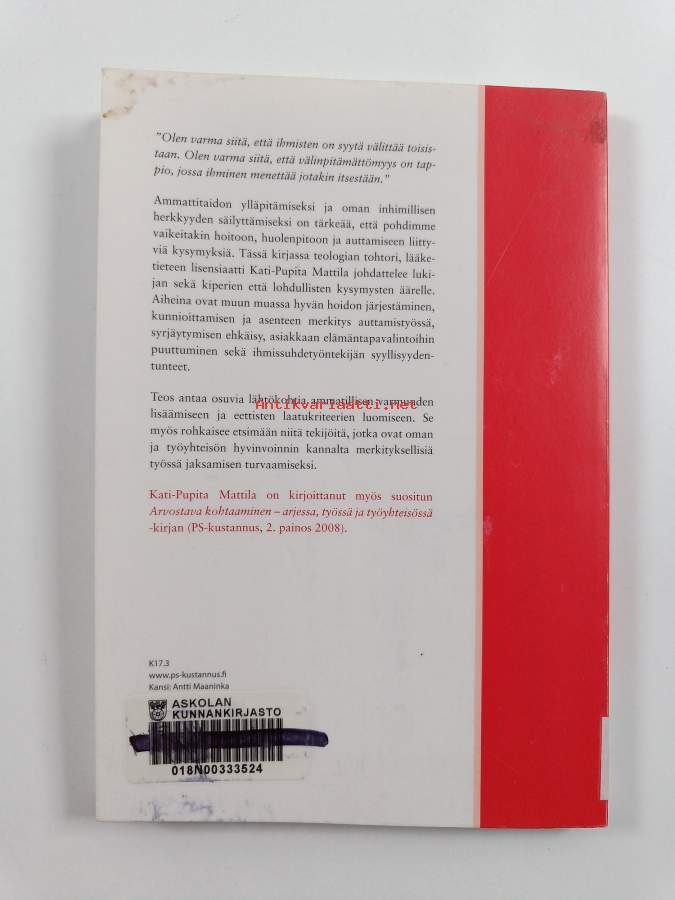 ”Olen varma siitä, että ihmisten on syytä välittää toisis-
taan. Olen varma siitä, että välinpitämättömyys on tap-
pio, jossa ihminen menettää jotakin itsestään.”
Ammattitaidon ylläpitämiseksi ja oman inhimillisen
herkkyyden säilyttämiseksi on tärkeää, että pohdimme
vaikeitakin hoitoon, huolenpitoon ja auttamiseen liitty-
viä kysymyksiä. Tässä kirjassa teologian tohtori, lääke-
tieteen lisensiaatti Kati-Pupita Mattila johdattelee luki-
jan sekä kiperien että lohdullisten kysymysten äärelle.
Aiheina ovat muun muassa hyvän hoidon järjestäminen,
kunnioittamisen ja asenteen merkitys auttamistyössä,
syrjäytymisen ehkäisy, asiakkaan elämäntapavalintoihin
puuttuminen sekä ihmissuhdetyöntekijän syyllisyyden-
tunteet.
Teos antaa osuvia lähtökohtia ammatillisen varmuuden
Antikvariaatti.net
lisäämiseen ja eettisten laatukriteerien luomiseen. Se
myös rohkaisee etsimään niitä tekijöitä, jotka ovat oman
ja työyhteisön hyvinvoinnin kannalta merkityksellisiä
työssä jaksamisen turvaamiseksi.
Kati-Pupita Mattila on kirjoittanut myös suositun
Arvostava kohtaaminen – arjessa, työssä ja työyhteisössä
-kirjan (PS-kustannus, 2. painos 2008).
K17.3
www.ps-kustannus.fi
Kansi: Antti Maaninka
ASKOLAN
KUNNANKIRJASTO
018N00333524